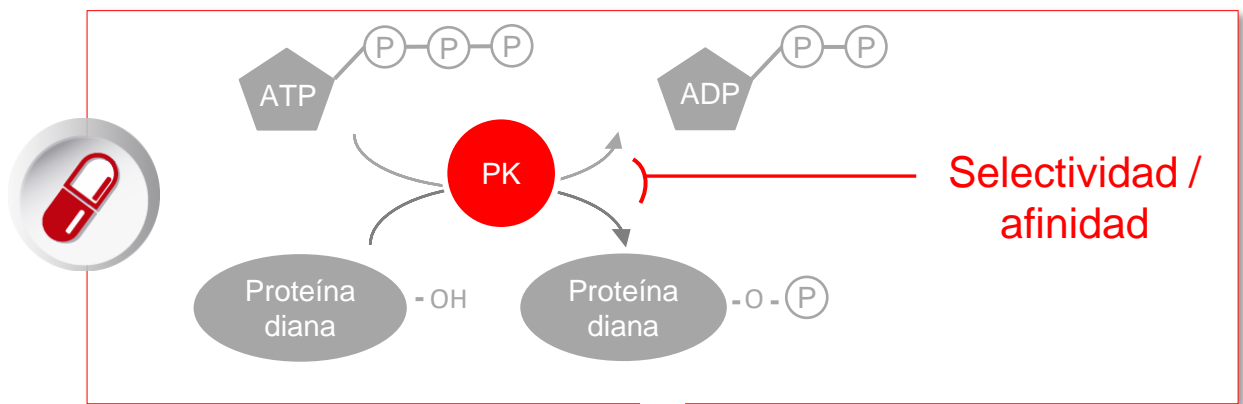 P P P
P P
ATP
ADP
PK
Selectividad /
afinidad
Proteína
diana
- OH
Proteína
diana
- O - P